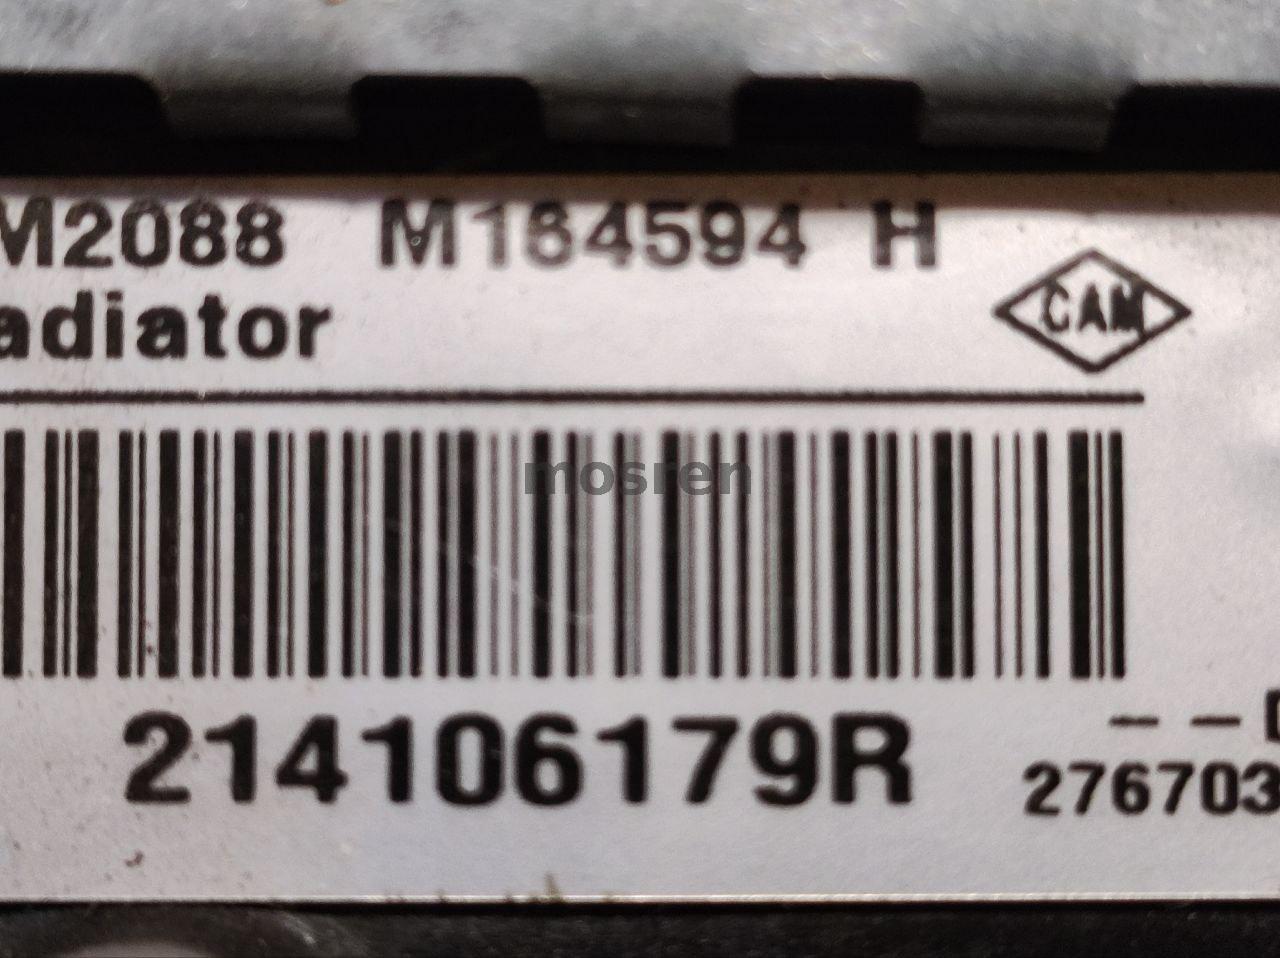 M2088 M164594 H
adiator
CAM
mosren
214106179R
– –
276703